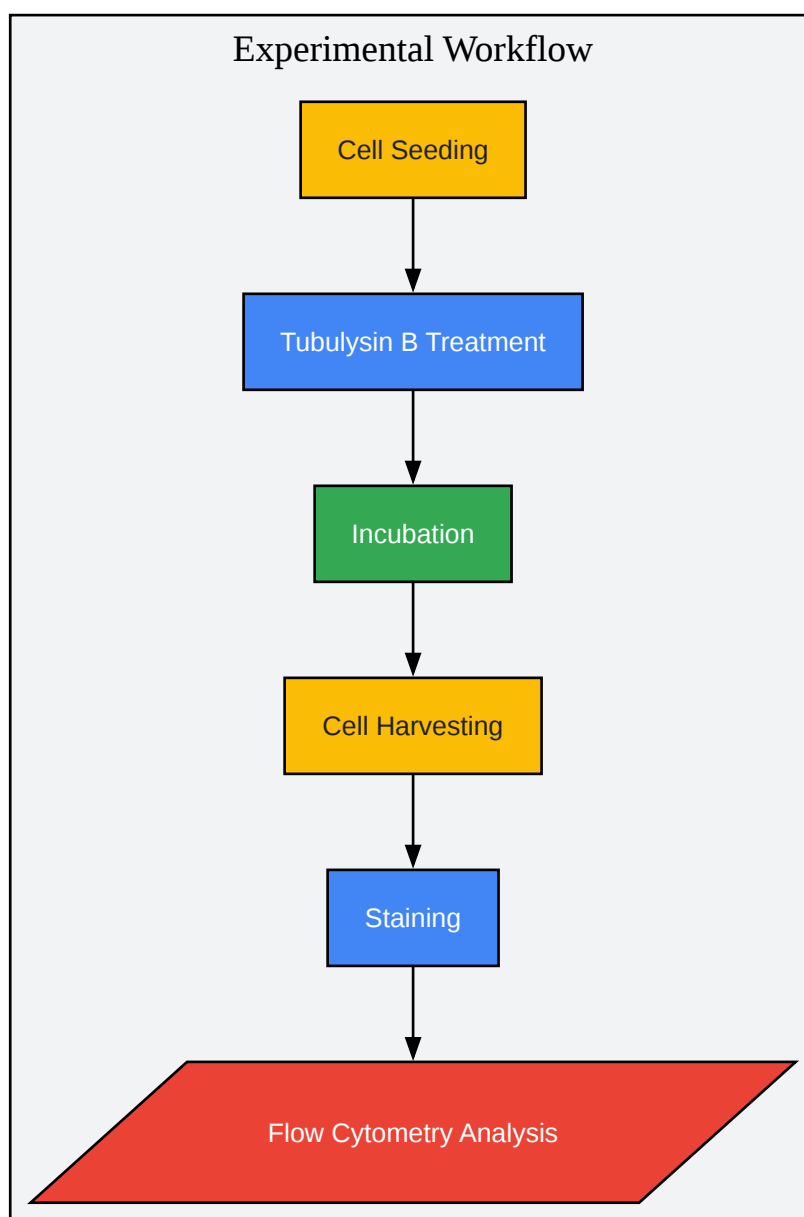 Experimental Workflow
Cell Seeding
Tubulysin B Treatment
Incubation
Cell Harvesting
Staining
Flow Cytometry Analysis